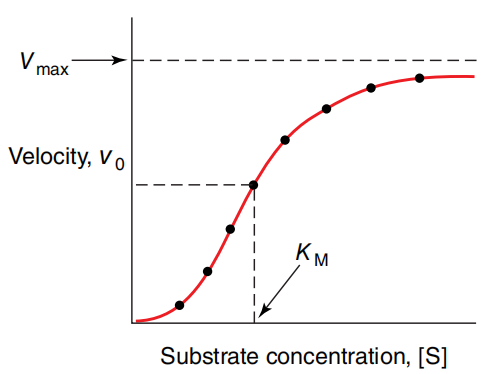 Vmax
Velocity, v0
KM
Substrate concentration, [S]